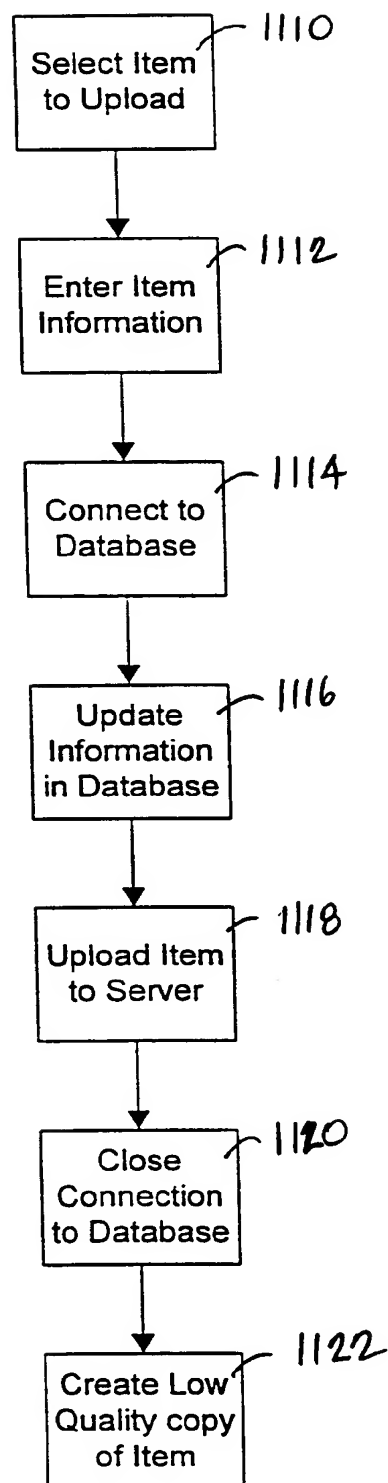 1110
Select Item
to Upload
1112
Enter Item
Information
1114
Connect to
Database
1116
Update
Information
in Database
1118
Upload Item
to Server
1120
Close
Connection
to Database
1122
Create Low
Quality copy
of Item